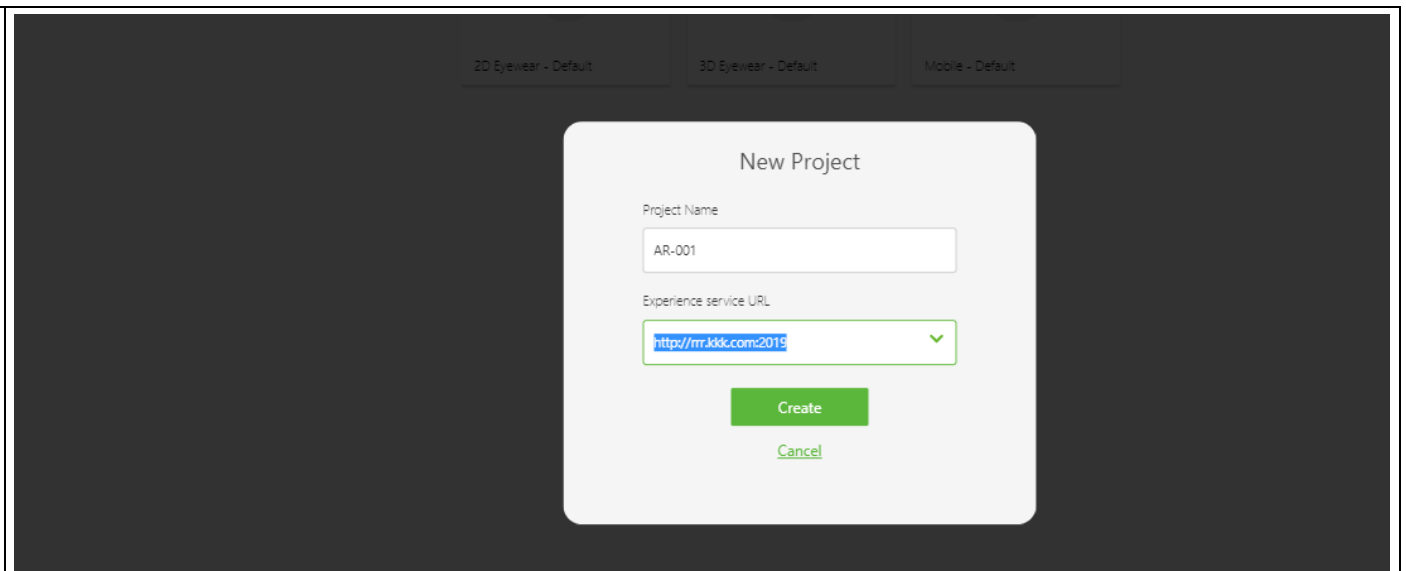 2D Eyewear - Default
3D Eyewear - Default
Mobile - Default
New Project
Project Name
AR-001
Experience service URL
http://rrr.kkk.com:2019
Create
Cancel